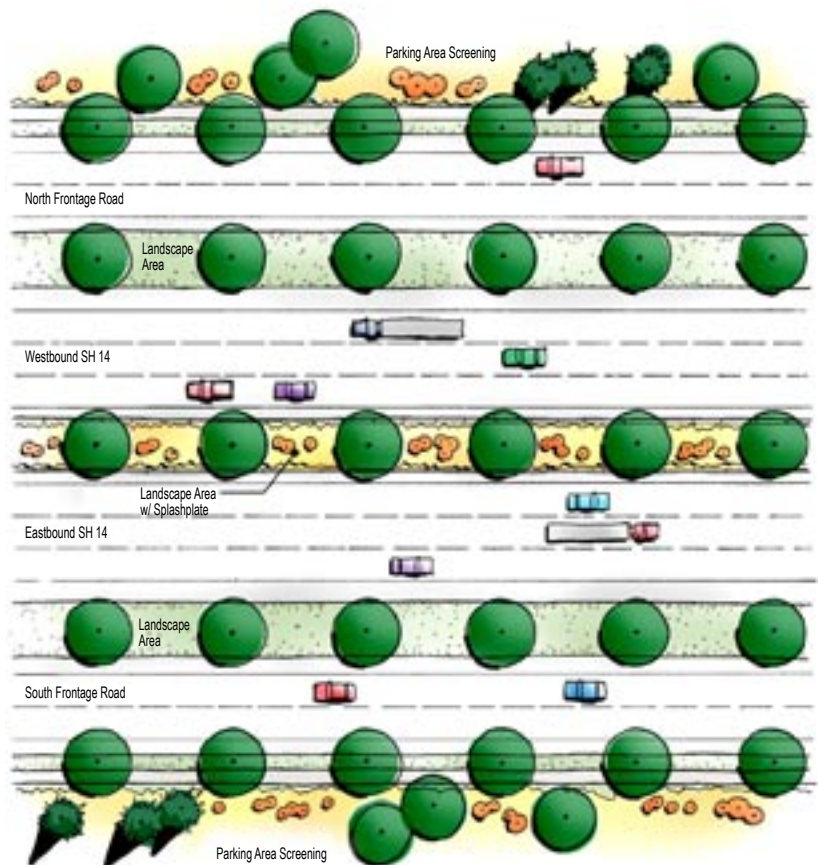 Parking Area Screening
North Frontage Road
Landscape
Area
Westbound SH 14
Landscape Area
w/ Splashplate
Eastbound SH 14
Landscape
Area
South Frontage Road
Parking Area Screening